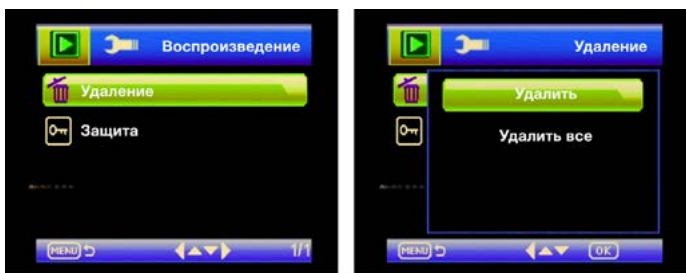 Воспроизведение
Удаление
Защита
MENU 1/1
Удаление
Удалить
Удалить все
MENU OK